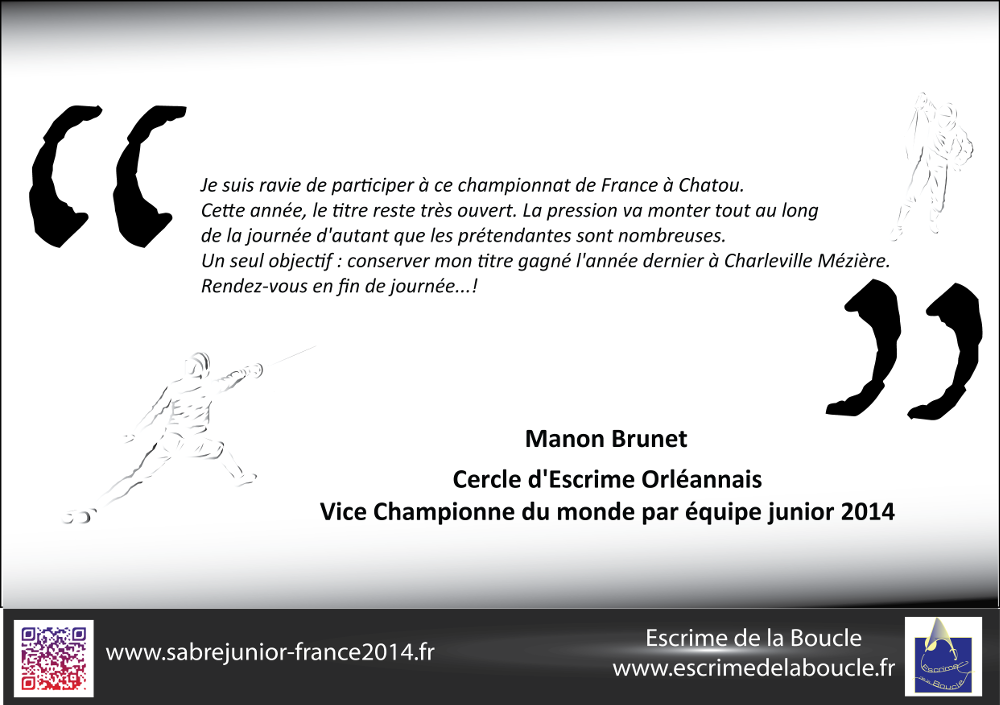 Je suis ravie de participer à ce championnat de France à Chatou.
Cette année, le titre reste très ouvert. La pression va monter tout au long
de la journée d'autant que les prétendantes sont nombreuses.
Un seul objectif : conserver mon titre gagné l'année dernier à Charleville Mézière.
Rendez-vous en fin de journée...!
Manon Brunet
Cercle d'Escrime Orléannais
Vice Championne du monde par équipe junior 2014
www.sabrejunior-france2014.fr
Escrime de la Boucle
www.escrimedelaboucle.fr
Escrime
de la Boucle